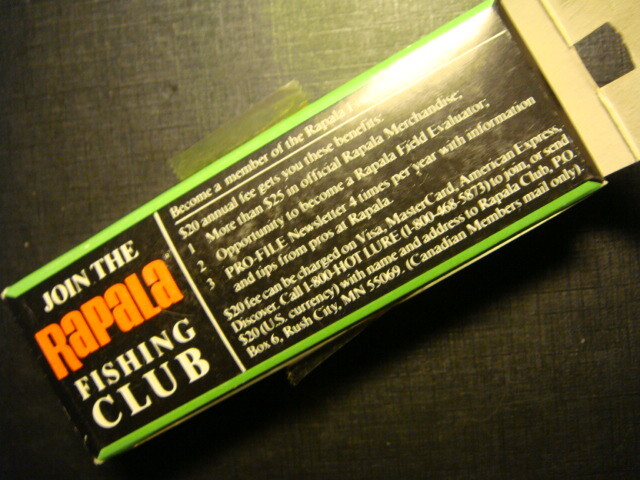 JOIN THE
Rapala
FISHING
CLUB
Become a member of the Rapala
$20 annual fee gets you these benefits:
1 More than $25 in official Rapala Merchandise;
2 Opportunity to become a Rapala Field Evaluator;
3 PRO-FILE Newsletter 4 times per year with information
and tips from pros at Rapala.
$20 fee can be charged on Visa, MasterCard, American Express,
Discover. Call 1-800-HOT LURE (1-800-468-5873) to join, or send
$20 (U.S. currency) with name and address to Rapala Club, P.O.
Box 6, Rush City, MN 55069. (Canadian Members mail only).